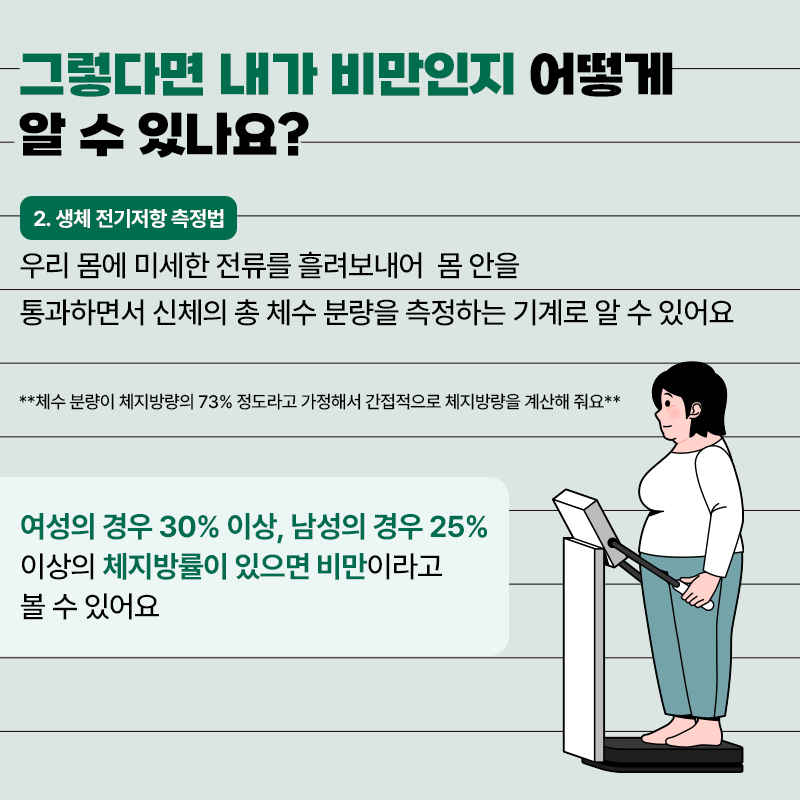 그렇다면 내가 비만인지 어떻게
알 수 있나요?
2. 생체 전기저항 측정법
우리 몸에 미세한 전류를 흘려보내어 몸 안을
통과하면서 신체의 총 체수 분량을 측정하는 기계로 알 수 있어요
**체수 분량이 체지방량의 73% 정도라고 가정해서 간접적으로 체지방량을 계산해 줘요**
여성의 경우 30% 이상, 남성의 경우 25%
이상의 체지방률이 있으면 비만이라고
볼 수 있어요